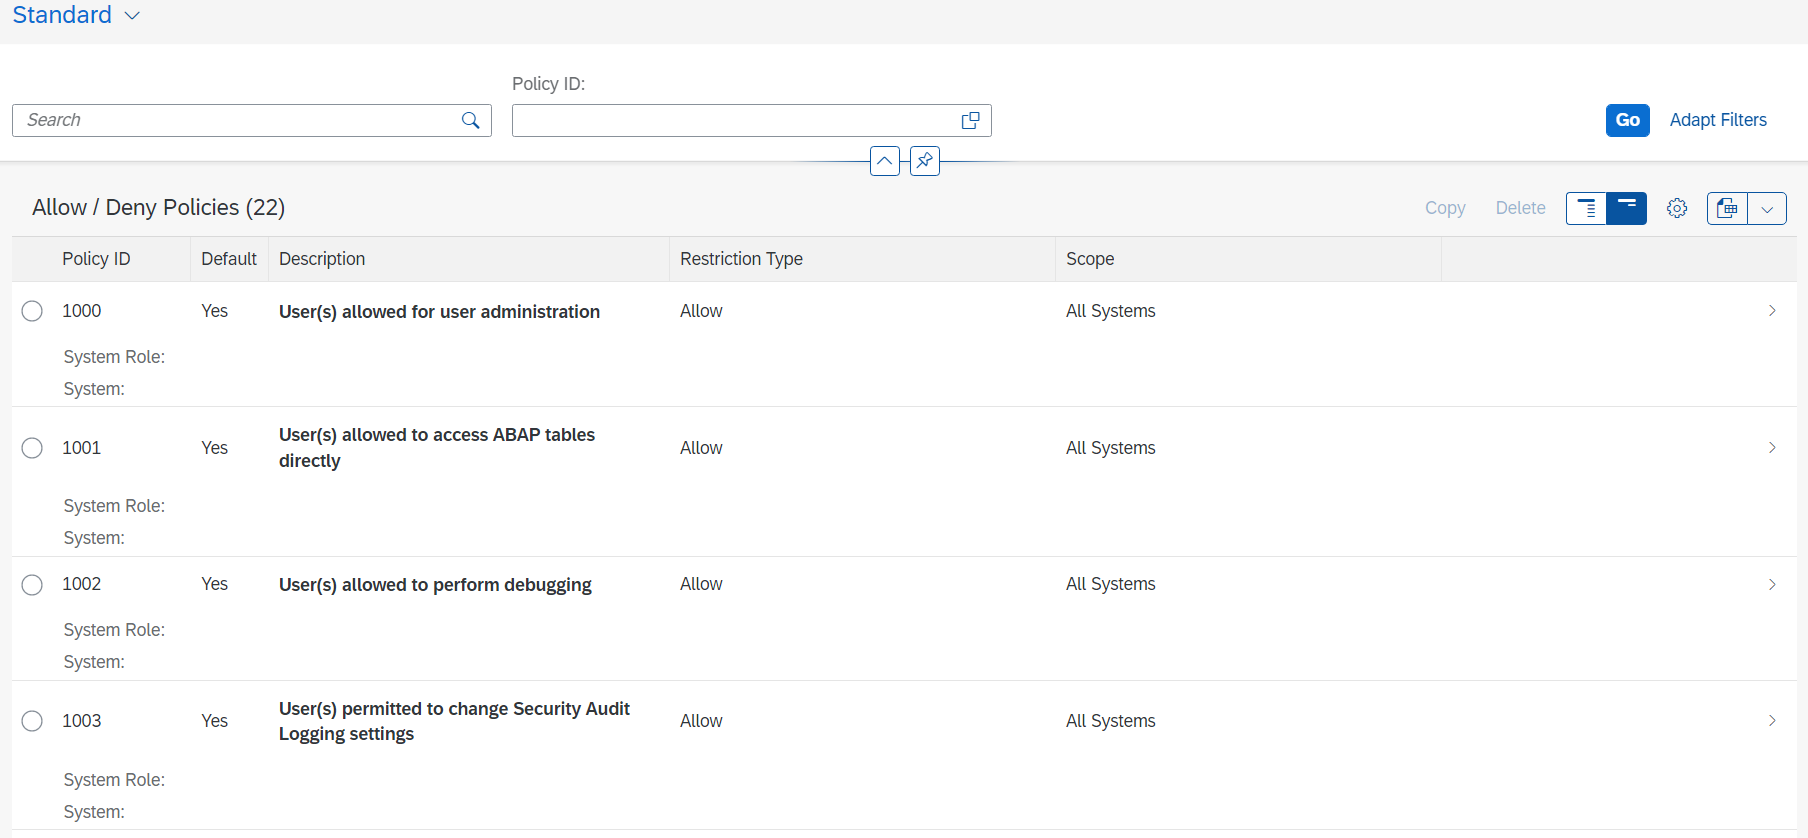 Standard
Policy ID:
Search
Go Adapt Filters
Allow / Deny Policies (22) Copy Delete
Policy ID Default Description Restriction Type Scope
1000 Yes User(s) allowed for user administration Allow All Systems
System Role:
System:
1001 Yes User(s) allowed to access ABAP tables directly Allow All Systems
System Role:
System:
1002 Yes User(s) allowed to perform debugging Allow All Systems
System Role:
System:
1003 Yes User(s) permitted to change Security Audit Logging settings Allow All Systems
System Role:
System: